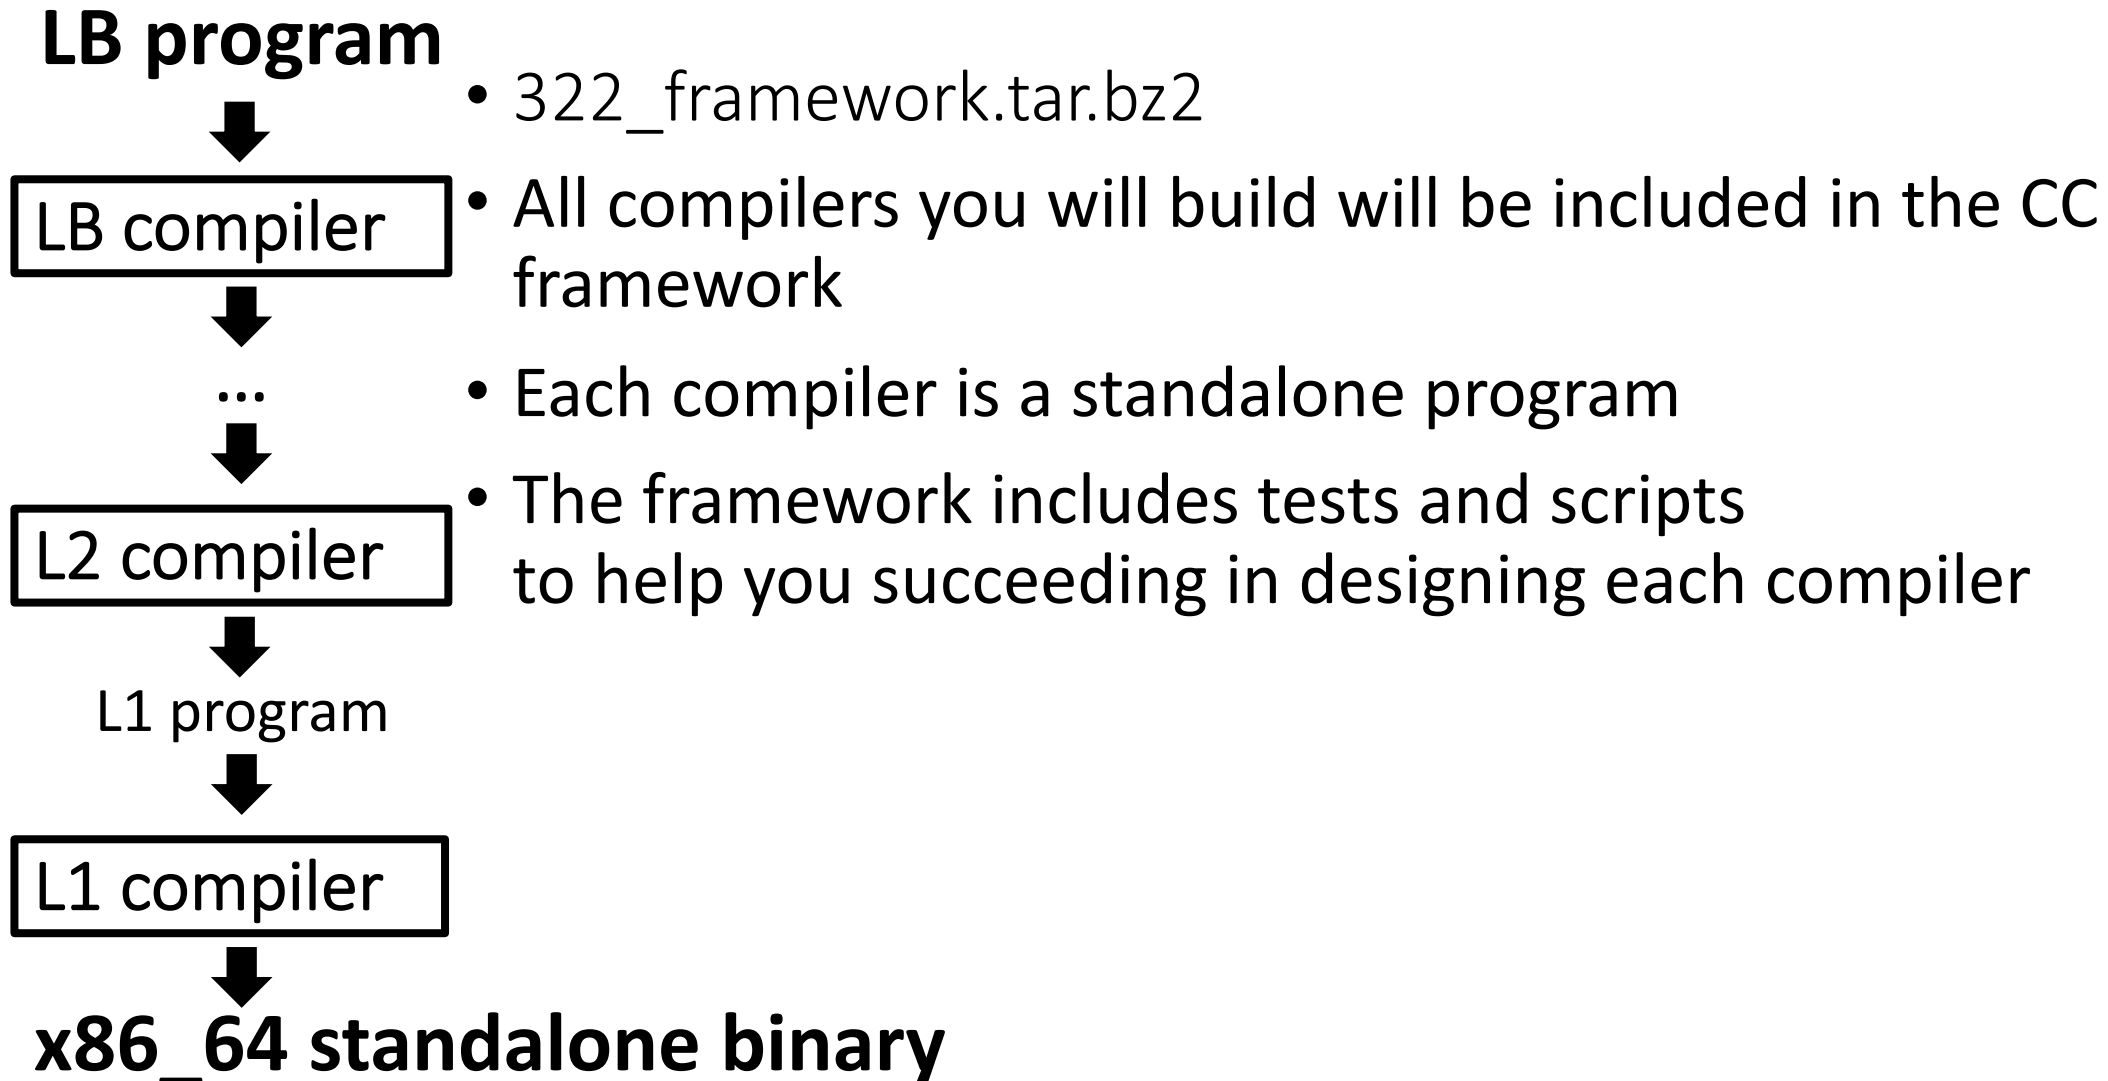 LB program
LB compiler
...
L2 compiler
L1 program
L1 compiler
x86_64 standalone binary
• 322_framework.tar.bz2
• All compilers you will build will be included in the CC
framework
• Each compiler is a standalone program
• The framework includes tests and scripts
to help you succeeding in designing each compiler